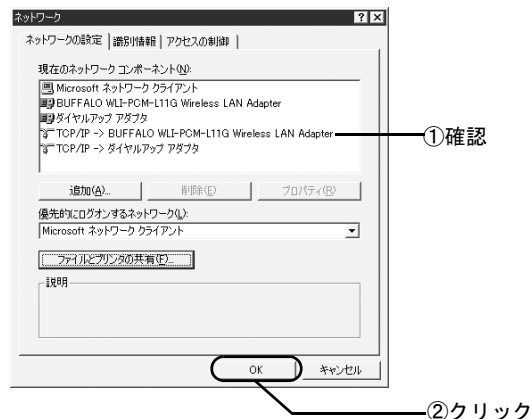 ネットワーク
ネットワークの設定 識別情報 アクセスの制御
現在のネットワーク コンポーネント(N):
Microsoft ネットワーク クライアント
BUFFALO WLI-PCM-L11G Wireless LAN Adapter
ダイヤルアップ アダプタ
TCP/IP -> BUFFALO WLI-PCM-L11G Wireless LAN Adapter
①確認
TCP/IP -> ダイヤルアップ アダプタ
追加(A)... 削除(E) プロパティ(R)
優先的にログオンするネットワーク(L):
Microsoft ネットワーク クライアント
ファイルとプリンタの共有(F)...
説明
OK キャンセル
②クリック